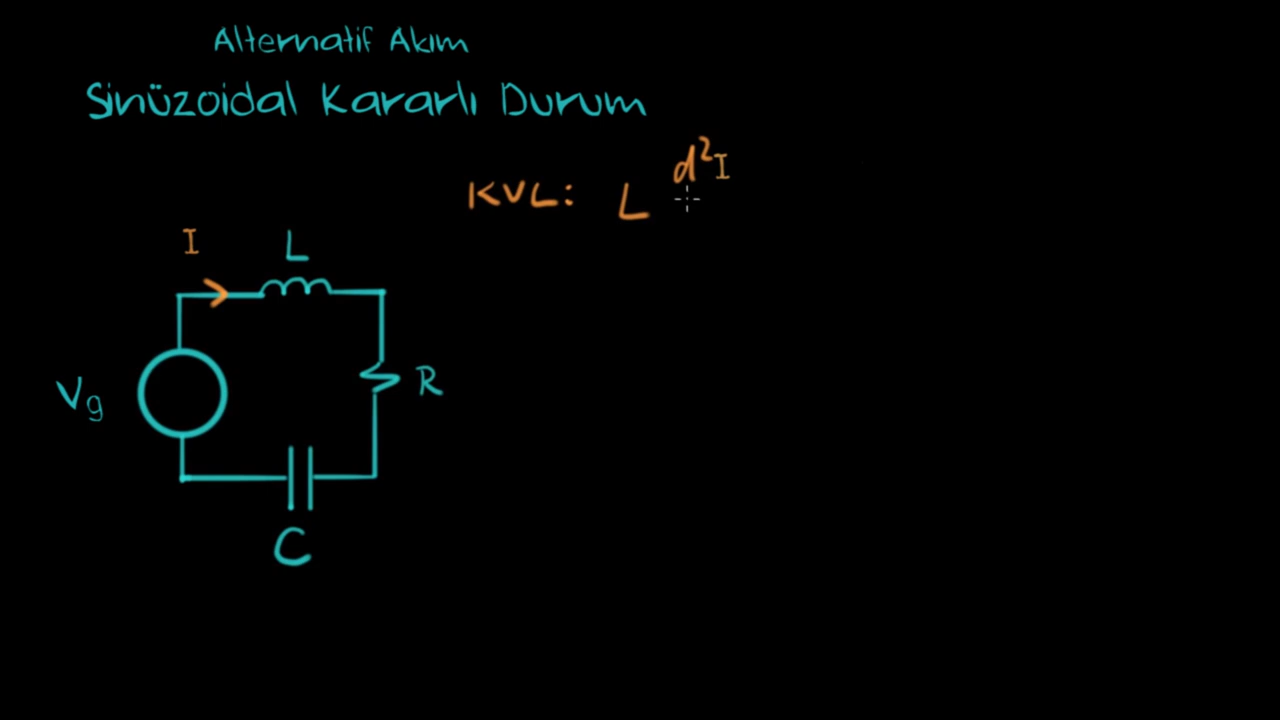 Alternatif Akım
Sinüzoidal Kararlı Durum
KVL: L d²I
I
L
Vg
R
C